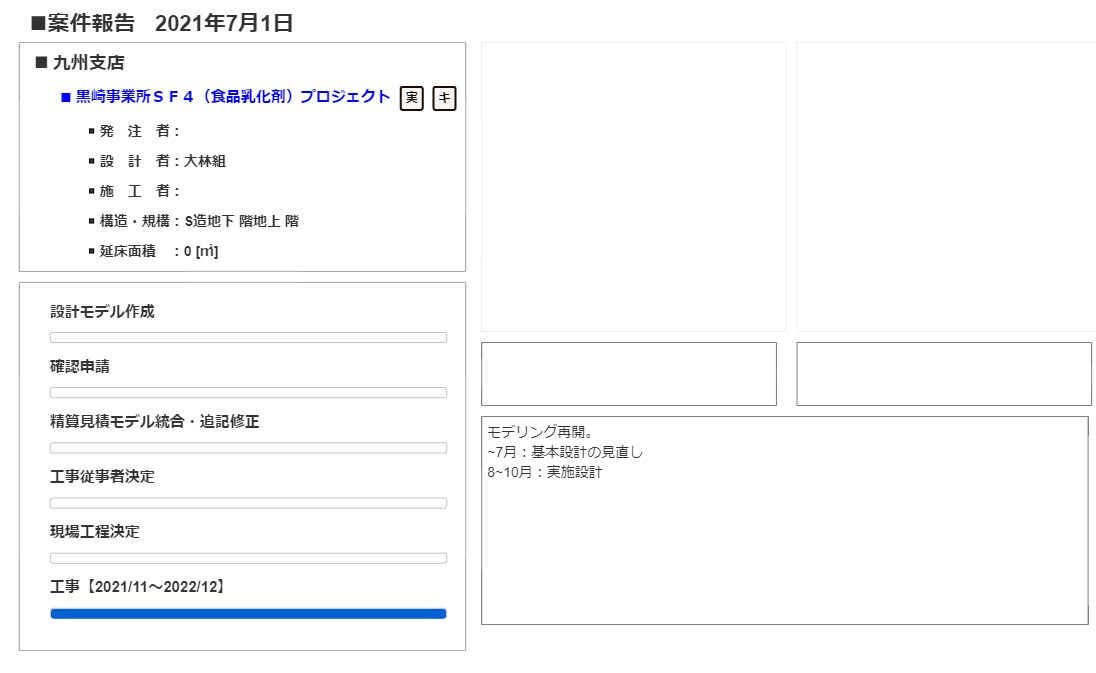 ■案件報告　2021年7月1日
■ 九州支店
■ 黒崎事業所ＳＦ４（食品乳化剤）プロジェクト 実 キ
▪ 発　注　者：
▪ 設　計　者：大林組
▪ 施　工　者：
▪ 構造・規構：S造地下 階地上 階
▪ 延床面積　：0 [㎡]
設計モデル作成
確認申請
精算見積モデル統合・追記修正
工事従事者決定
現場工程決定
工事【2021/11～2022/12】
モデリング再開。
~7月：基本設計の見直し
8~10月：実施設計